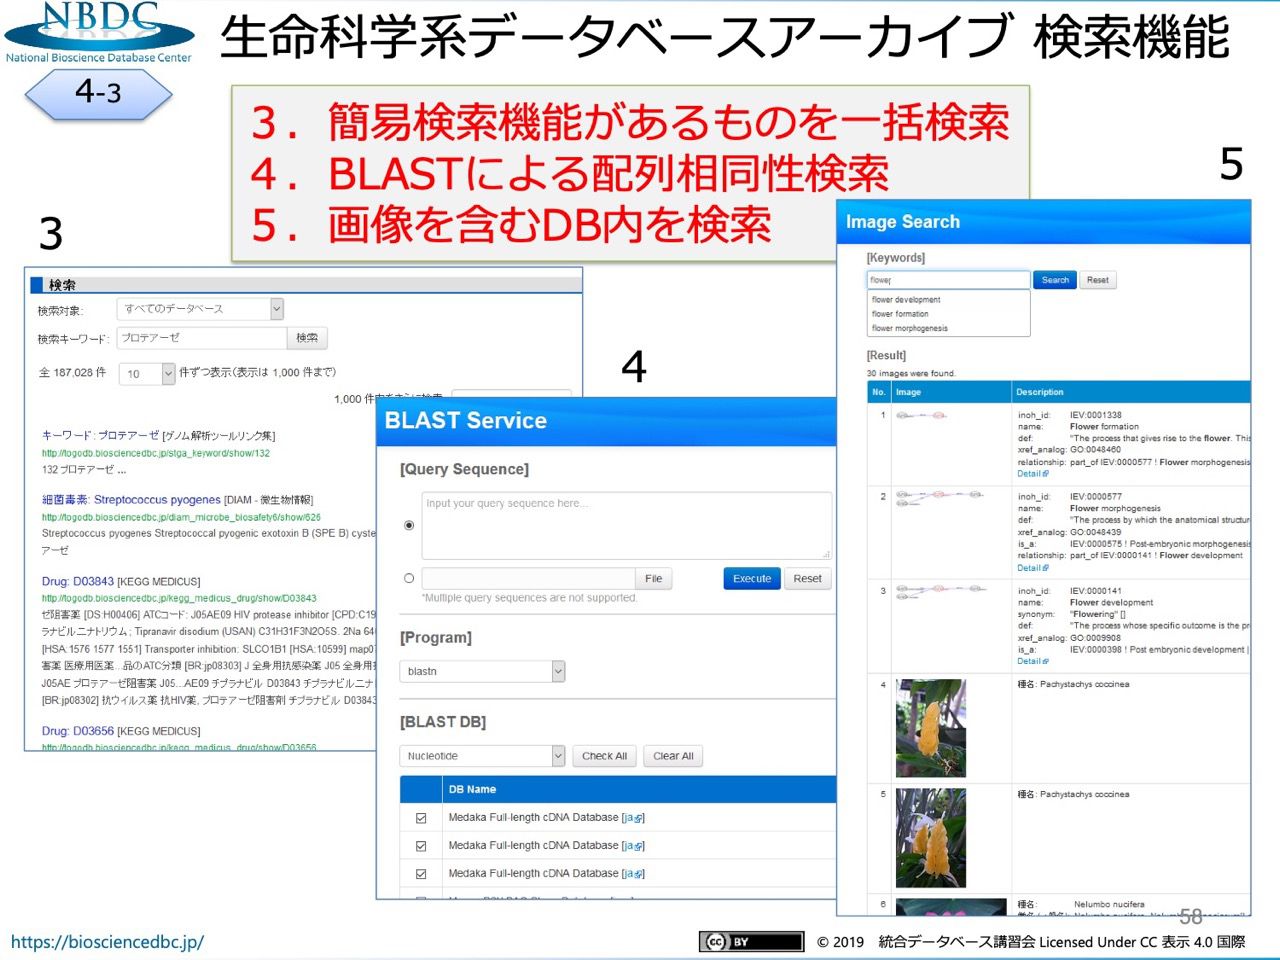 NBDC
National Bioscience Database Center
生命科学系データベースアーカイブ 検索機能
4-3
3．簡易検索機能があるものを一括検索
4．BLASTによる配列相同性検索
5．画像を含むDB内を検索
3
検索
検索対象: すべてのデータベース
検索キーワード: プロテアーゼ 検索
全 187,028 件 10 件ずつ表示(表示は 1,000 件まで)
1,000 件内をさらに検索
キーワード: プロテアーゼ [ゲノム解析ツールリンク集]
http://togodb.biosciencedbc.jp/stga_keyword/show/132
132 プロテアーゼ ...
細菌毒素: Streptococcus pyogenes [DIAM - 微生物情報]
http://togodb.biosciencedbc.jp/diam_microbe_biosafety6/show/626
Streptococcus pyogenes Streptococcal pyogenic exotoxin B (SPE B) cyste
アーゼ
Drug: D03843 [KEGG MEDICUS]
http://togodb.biosciencedbc.jp/kegg_medicus_drug/show/D03843
ゼ阻害薬 [DS:H00406] ATCコード: J05AE09 HIV protease inhibitor [CPD:C19
ラナビルニナトリウム; Tipranavir disodium (USAN) C31H31F3N2O5S. 2Na 64
[HSA:1576 1577 1551] Transporter inhibition: SLCO1B1 [HSA:10599] map07
害薬 医療用医薬...品のATC分類 [BR:jp08303] J 全身用抗感染薬 J05 全身用
J05AE プロテアーゼ阻害薬 J05...AE09 チプラナビル D03843 チプラナビルニナ
[BR:jp08302] 抗ウィルス薬 抗HIV薬, プロテアーゼ阻害剤 チプラナビル D03843
Drug: D03656 [KEGG MEDICUS]
http://togodb.biosciencedbc.jp/kegg_medicus_drug/show/D03656
4
BLAST Service
[Query Sequence]
Input your query sequence here...
File Execute Reset
*Multiple query sequences are not supported.
[Program]
blastn
[BLAST DB]
Nucleotide Check All Clear All
DB Name
Medaka Full-length cDNA Database [ja]
Medaka Full-length cDNA Database [ja]
Medaka Full-length cDNA Database [ja]
5
Image Search
[Keywords]
flower Search Reset
flower development
flower formation
flower morphogenesis
[Result]
30 images were found.
No. Image Description
1 inoh_id: IEV:0001338
name: Flower formation
def: "The process that gives rise to the flower. This
xref_analog: GO:0048460
relationship: part_of IEV:0000577 ! Flower morphogenesis
Detail
2 inoh_id: IEV:0000577
name: Flower morphogenesis
def: "The process by which the anatomical structur
xref_analog: GO:0048439
is_a: IEV:0000575 ! Post-embryonic morphogenesis
relationship: part_of IEV:0000141 ! Flower development
Detail
3 inoh_id: IEV:0000141
name: Flower development
synonym: "Flowering" []
def: "The process whose specific outcome is the pr
xref_analog: GO:0009908
is_a: IEV:0000398 ! Post embryonic development |
Detail
4 種名: Pachystachys coccinea
5 種名: Pachystachys coccinea
6 種名: Nelumbo nucifera
58
https://biosciencedbc.jp/
CC BY
© 2019 統合データベース講習会 Licensed Under CC 表示 4.0 国際